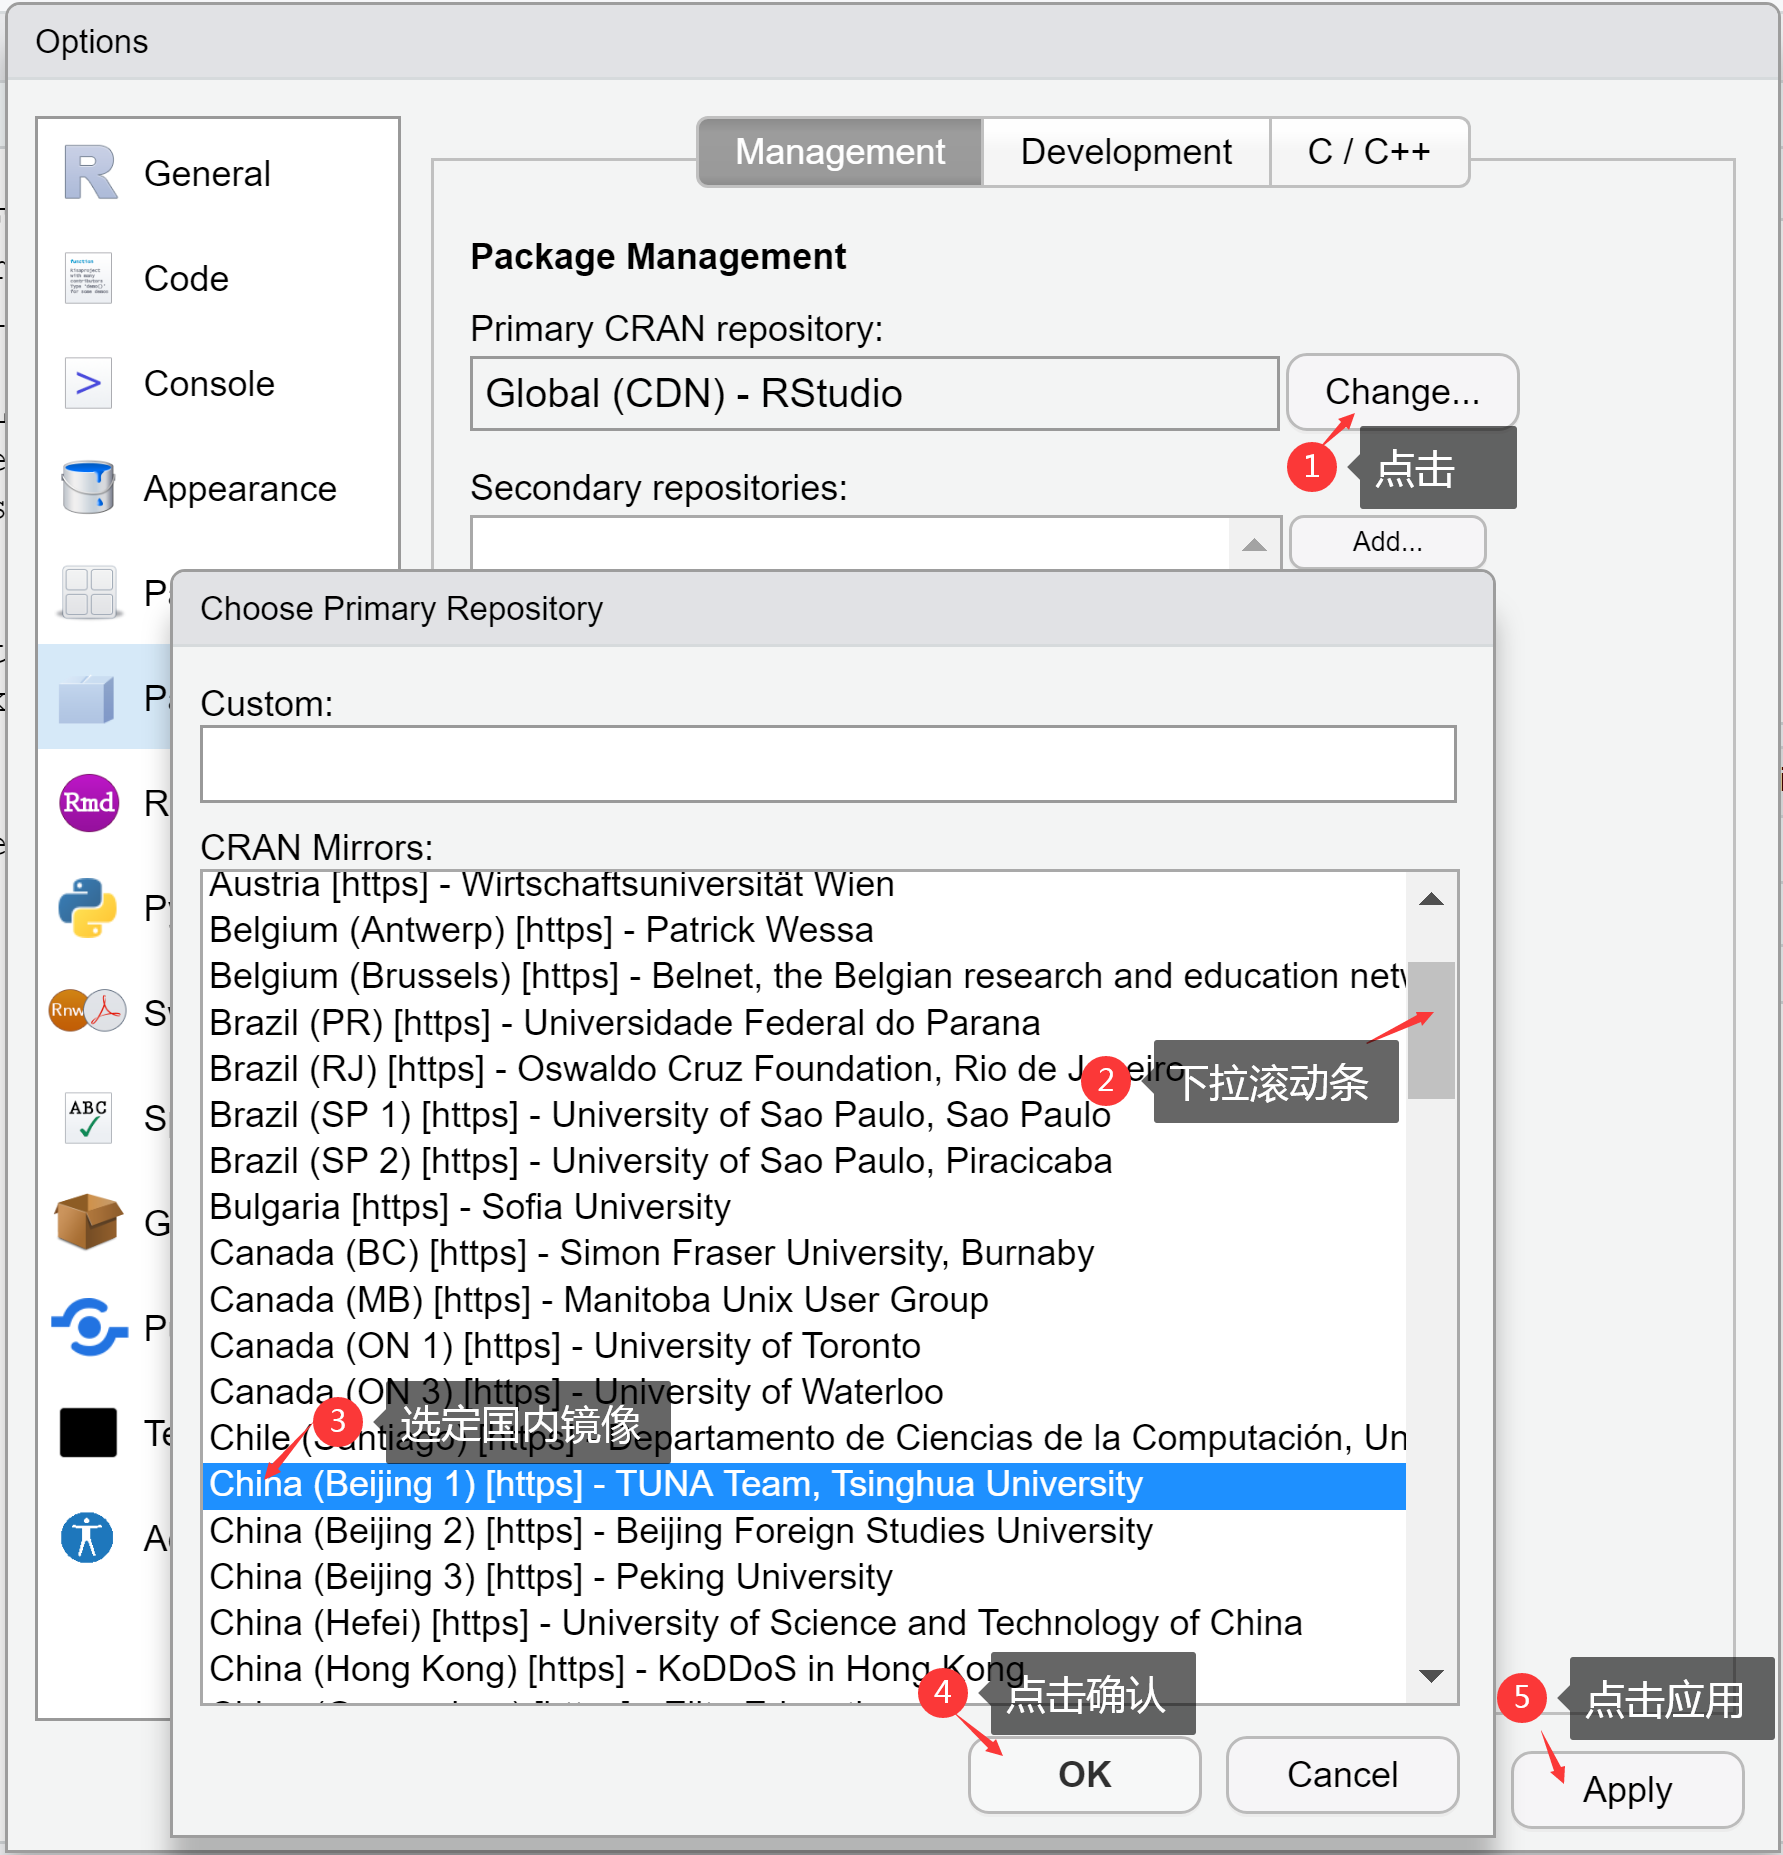 Options
General
Code
Console
Appearance
Rmd
Rnw
ABC
Management
Development
C / C++
Package Management
Primary CRAN repository:
Global (CDN) - RStudio
Change...
1
点击
Secondary repositories:
Add...
Choose Primary Repository
Custom:
CRAN Mirrors:
Austria [https] - Wirtschaftsuniversität Wien
Belgium (Antwerp) [https] - Patrick Wessa
Belgium (Brussels) [https] - Belnet, the Belgian research and education netw
Brazil (PR) [https] - Universidade Federal do Parana
Brazil (RJ) [https] - Oswaldo Cruz Foundation, Rio de Janeiro
2
下拉滚动条
Brazil (SP 1) [https] - University of Sao Paulo, Sao Paulo
Brazil (SP 2) [https] - University of Sao Paulo, Piracicaba
Bulgaria [https] - Sofia University
Canada (BC) [https] - Simon Fraser University, Burnaby
Canada (MB) [https] - Manitoba Unix User Group
Canada (ON 1) [https] - University of Toronto
Canada (ON 3) [https] - University of Waterloo
3
选定国内镜像
Chile (Santiago) [https] - Departamento de Ciencias de la Computación, Un
China (Beijing 1) [https] - TUNA Team, Tsinghua University
China (Beijing 2) [https] - Beijing Foreign Studies University
China (Beijing 3) [https] - Peking University
China (Hefei) [https] - University of Science and Technology of China
China (Hong Kong) [https] - KoDDoS in Hong Kong
4
点击确认
5
点击应用
OK
Cancel
Apply